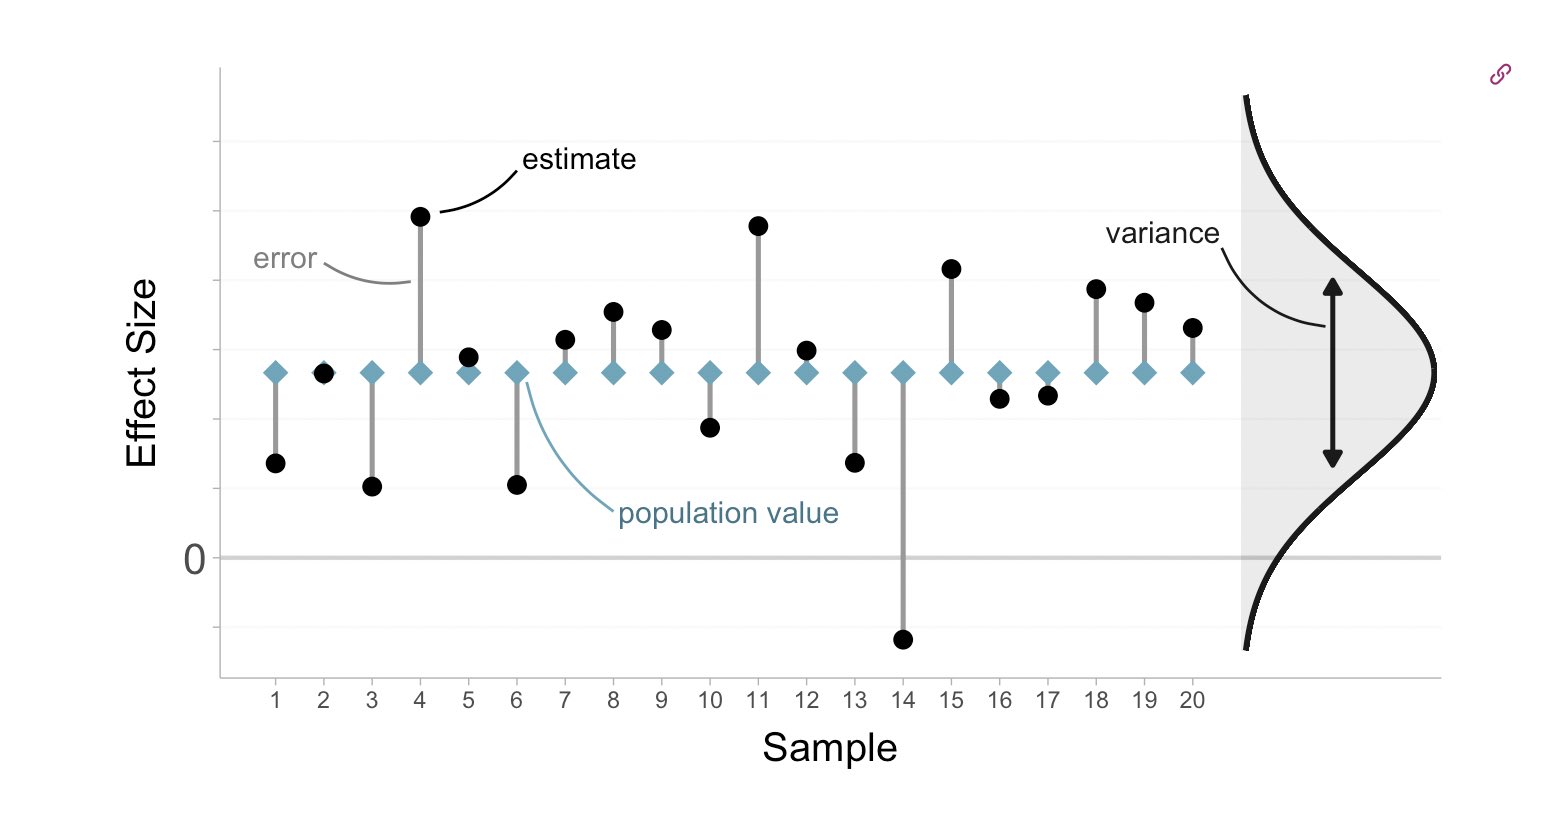 estimate
variance
error
Effect Size
population value
0
1 2 3 4 5 6 7 8 9 10 11 12 13 14 15 16 17 18 19 20
Sample